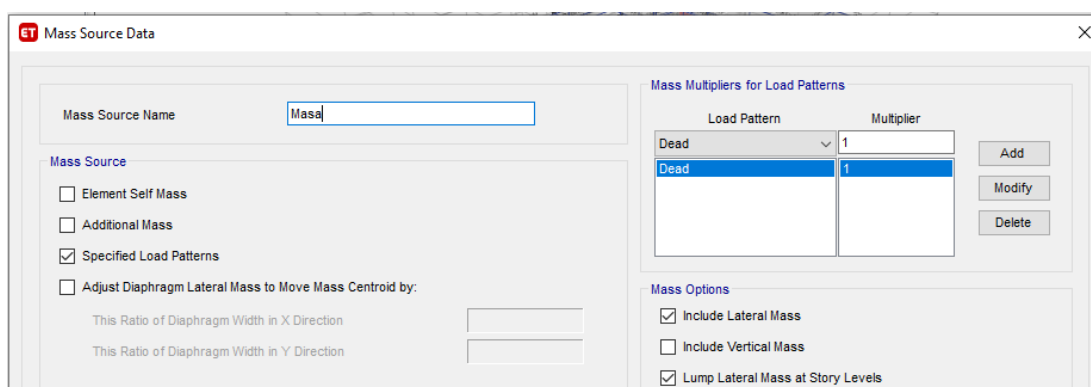 ET Mass Source Data
Mass Source Name
Masa
Mass Source
Element Self Mass
Additional Mass
Specified Load Patterns
Adjust Diaphragm Lateral Mass to Move Mass Centroid by:
This Ratio of Diaphragm Width in X Direction
This Ratio of Diaphragm Width in Y Direction
Mass Multipliers for Load Patterns
Load Pattern Multiplier
Dead 1
Dead 1
Add
Modify
Delete
Mass Options
Include Lateral Mass
Include Vertical Mass
Lump Lateral Mass at Story Levels